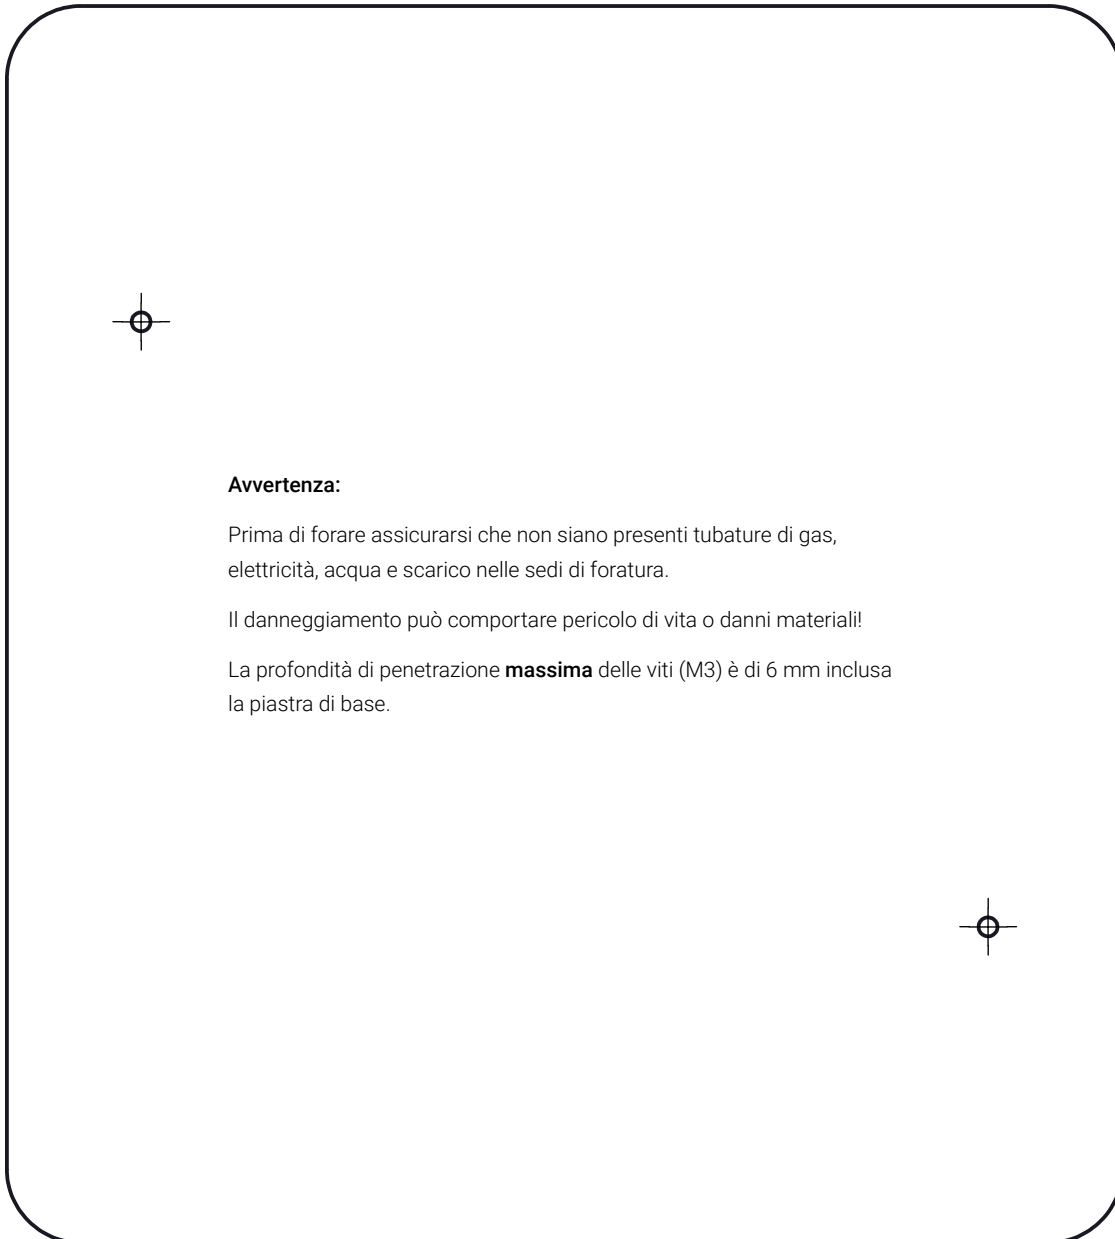 Avvertenza:
Prima di forare assicurarsi che non siano presenti tubature di gas,
elettricità, acqua e scarico nelle sedi di foratura.
Il danneggiamento può comportare pericolo di vita o danni materiali!
La profondità di penetrazione massima delle viti (M3) è di 6 mm inclusa
la piastra di base.